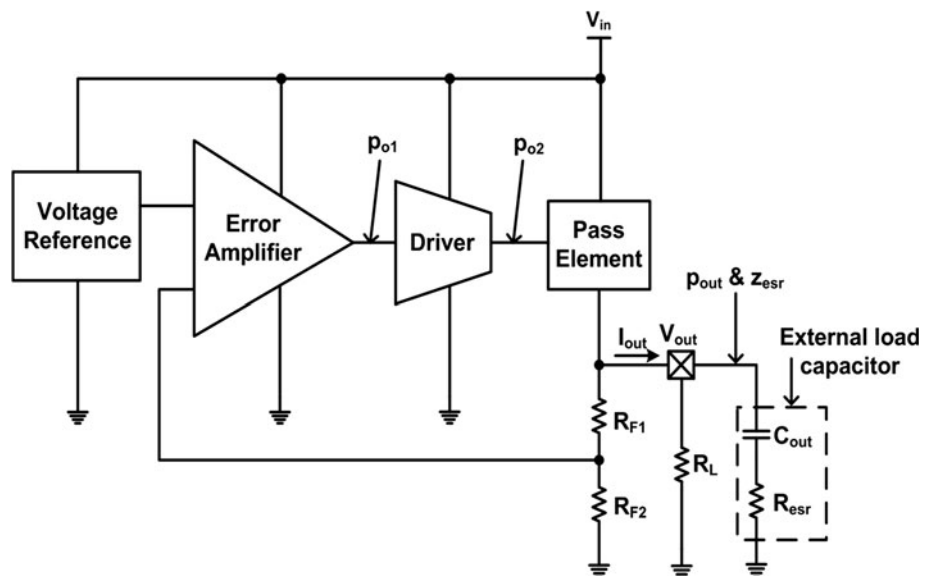 V_in
p_o1
p_o2
Voltage
Reference
Error
Amplifier
Driver
Pass
Element
p_out & z_esr
I_out
V_out
External load
capacitor
R_F1
C_out
R_L
R_esr
R_F2